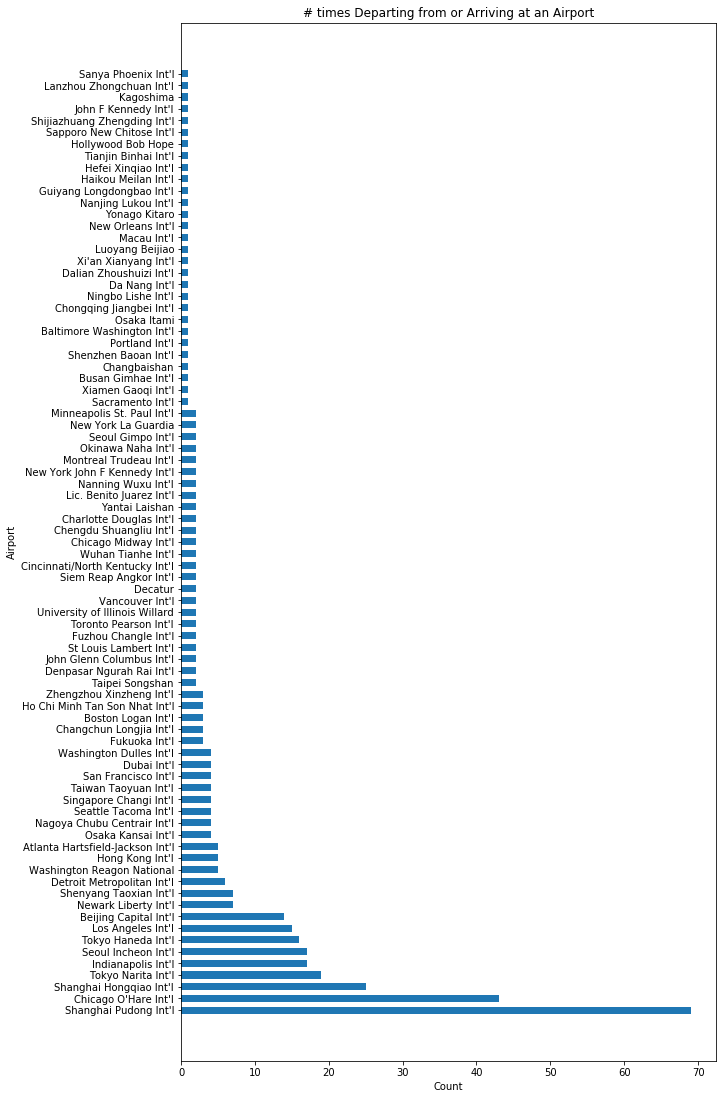 # times Departing from or Arriving at an Airport
Sanya Phoenix Int'l
Lanzhou Zhongchuan Int'l
Kagoshima
John F Kennedy Int'l
Shijiazhuang Zhengding Int'l
Sapporo New Chitose Int'l
Hollywood Bob Hope
Tianjin Binhai Int'l
Hefei Xinqiao Int'l
Haikou Meilan Int'l
Guiyang Longdongbao Int'l
Nanjing Lukou Int'l
Yonago Kitaro
New Orleans Int'l
Macau Int'l
Luoyang Beijiao
Xi'an Xianyang Int'l
Dalian Zhoushuizi Int'l
Da Nang Int'l
Ningbo Lishe Int'l
Chongqing Jiangbei Int'l
Osaka Itami
Baltimore Washington Int'l
Portland Int'l
Shenzhen Baoan Int'l
Changbaishan
Busan Gimhae Int'l
Xiamen Gaoqi Int'l
Sacramento Int'l
Minneapolis St. Paul Int'l
New York La Guardia
Seoul Gimpo Int'l
Okinawa Naha Int'l
Montreal Trudeau Int'l
New York John F Kennedy Int'l
Nanning Wuxu Int'l
Lic. Benito Juarez Int'l
Yantai Laishan
Charlotte Douglas Int'l
Chengdu Shuangliu Int'l
Chicago Midway Int'l
Wuhan Tianhe Int'l
Cincinnati/North Kentucky Int'l
Siem Reap Angkor Int'l
Decatur
Vancouver Int'l
University of Illinois Willard
Toronto Pearson Int'l
Fuzhou Changle Int'l
St Louis Lambert Int'l
John Glenn Columbus Int'l
Denpasar Ngurah Rai Int'l
Taipei Songshan
Zhengzhou Xinzheng Int'l
Ho Chi Minh Tan Son Nhat Int'l
Boston Logan Int'l
Changchun Longjia Int'l
Fukuoka Int'l
Washington Dulles Int'l
Dubai Int'l
San Francisco Int'l
Taiwan Taoyuan Int'l
Singapore Changi Int'l
Seattle Tacoma Int'l
Nagoya Chubu Centrair Int'l
Osaka Kansai Int'l
Atlanta Hartsfield-Jackson Int'l
Hong Kong Int'l
Washington Reagon National
Detroit Metropolitan Int'l
Shenyang Taoxian Int'l
Newark Liberty Int'l
Beijing Capital Int'l
Los Angeles Int'l
Tokyo Haneda Int'l
Seoul Incheon Int'l
Indianapolis Int'l
Tokyo Narita Int'l
Shanghai Hongqiao Int'l
Chicago O'Hare Int'l
Shanghai Pudong Int'l
Airport
0 10 20 30 40 50 60 70
Count